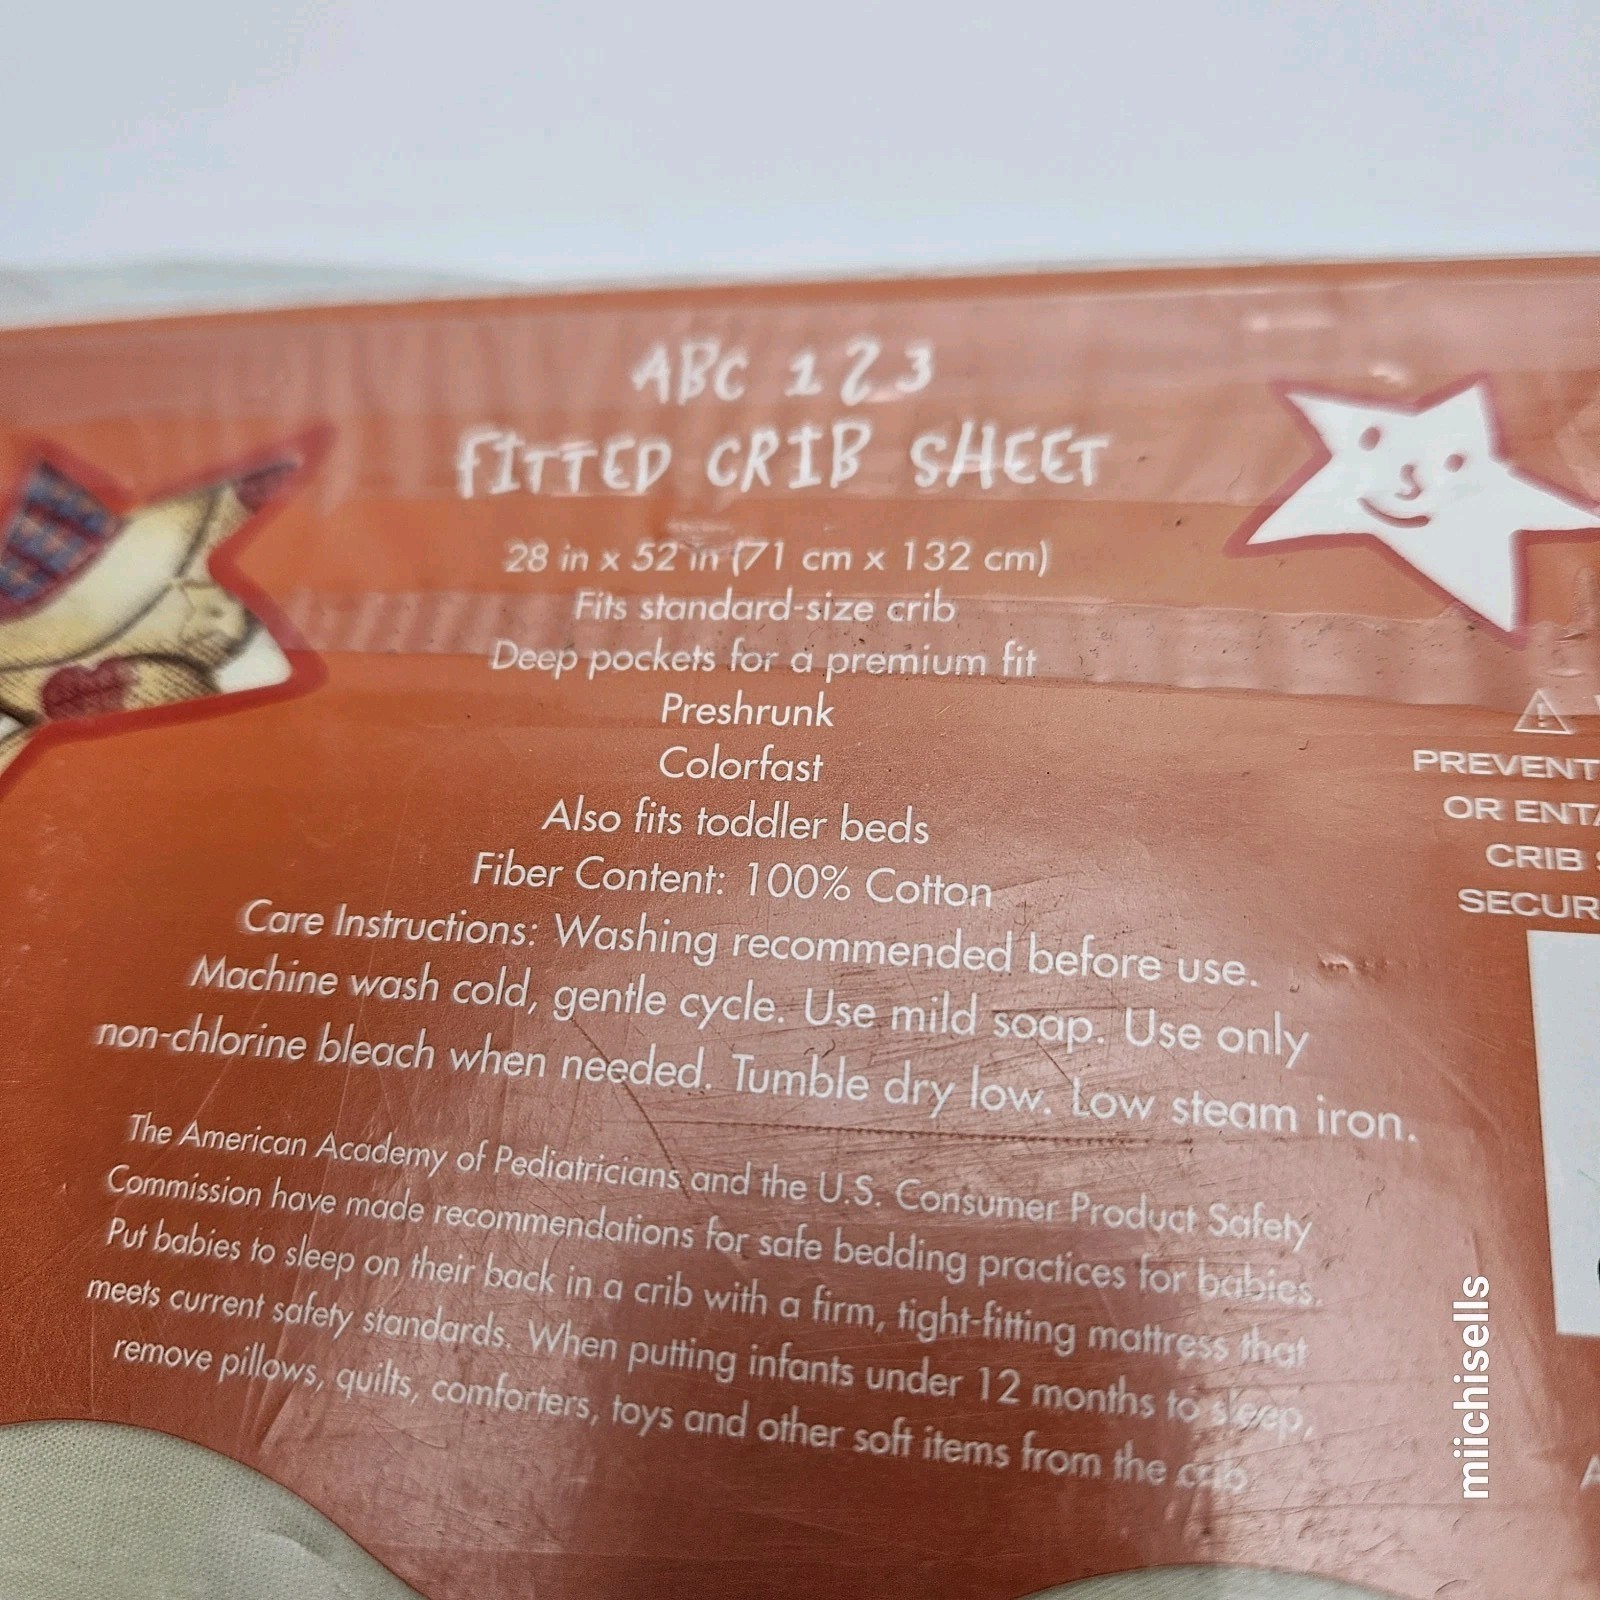 ABC 123
FITTED CRIB SHEET
28 in x 52 in (71 cm x 132 cm)
Fits standard-size crib
Deep pockets for a premium fit
Preshrunk
Colorfast
Also fits toddler beds
Fiber Content: 100% Cotton
Care Instructions: Washing recommended before use.
Machine wash cold, gentle cycle. Use mild soap. Use only
non-chlorine bleach when needed. Tumble dry low. Low steam iron.
The American Academy of Pediatricians and the U.S. Consumer Product Safety
Commission have made recommendations for safe bedding practices for babies.
Put babies to sleep on their back in a crib with a firm, tight-fitting mattress that
meets current safety standards. When putting infants under 12 months to sleep,
remove pillows, quilts, comforters, toys and other soft items from the crib
PREVENT
OR
CRIB
miichisells